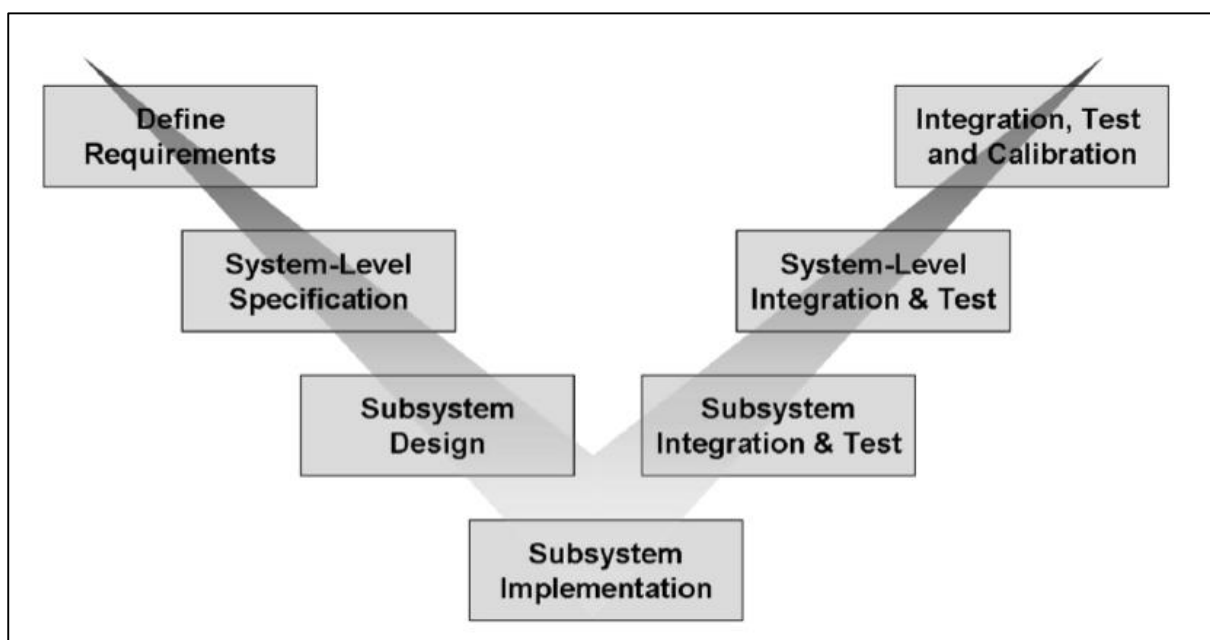 Define
Requirements
System-Level
Specification
Subsystem
Design
Subsystem
Implementation
Subsystem
Integration & Test
System-Level
Integration & Test
Integration, Test
and Calibration